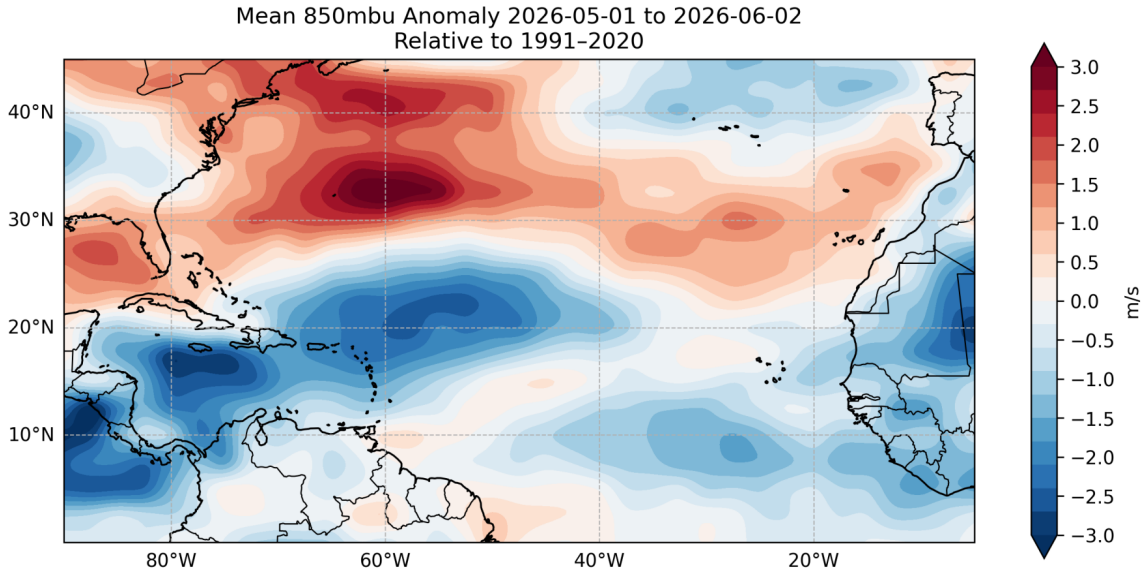 Mean 850mbu Anomaly 2026-05-01 to 2026-06-02
Relative to 1991–2020
40°N
30°N
20°N
10°N
80°W
60°W
40°W
20°W
3.0
2.5
2.0
1.5
1.0
0.5
0.0
−0.5
−1.0
−1.5
−2.0
−2.5
−3.0
m/s